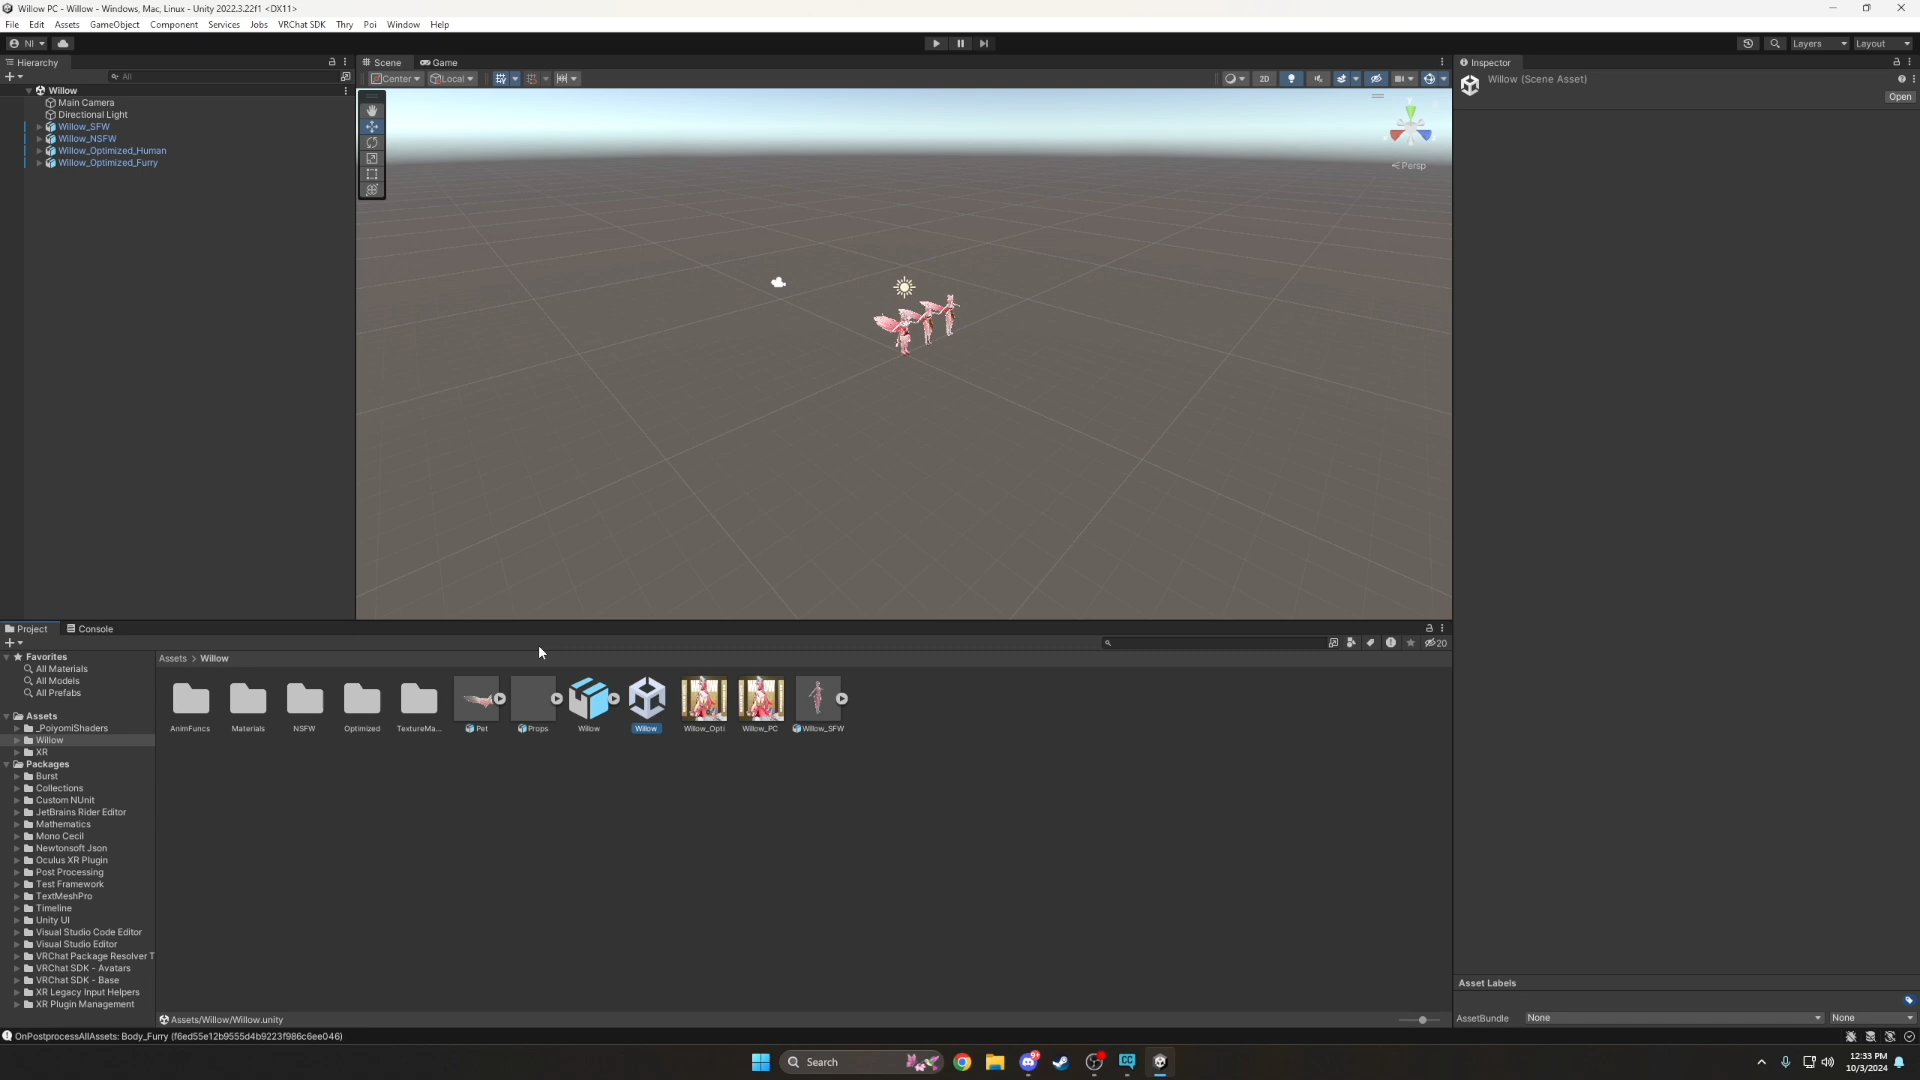 Willow PC - Willow - Windows, Mac, Linux - Unity 2022.3.22f1 <DX11>
File Edit Assets GameObject Component Services Jobs VRChat SDK Thry Poi Window Help
NI
Layers
Layout
Hierarchy
All
Willow
Main Camera
Directional Light
Willow_SFW
Willow_NSFW
Willow_Optimized_Human
Willow_Optimized_Furry
Scene
Game
Center
Local
2D
Persp
Inspector
Willow (Scene Asset)
Open
Project
Console
20
Favorites
All Materials
All Models
All Prefabs
Assets
_PoiyomiShaders
Willow
XR
Packages
Burst
Collections
Custom NUnit
JetBrains Rider Editor
Mathematics
Mono Cecil
Newtonsoft Json
Oculus XR Plugin
Post Processing
Test Framework
TextMeshPro
Timeline
Unity UI
Visual Studio Code Editor
Visual Studio Editor
VRChat Package Resolver T
VRChat SDK - Avatars
VRChat SDK - Base
XR Legacy Input Helpers
XR Plugin Management
Assets > Willow
AnimFuncs
Materials
NSFW
Optimized
TextureMa...
Pet
Props
Willow
Willow
Willow_Opti
Willow_PC
Willow_SFW
Assets/Willow/Willow.unity
Asset Labels
AssetBundle None None
OnPostprocessAllAssets: Body_Furry (f6ed55e12b9555d4b9223f986c6ee046)
Search
CC
12:33 PM
10/3/2024